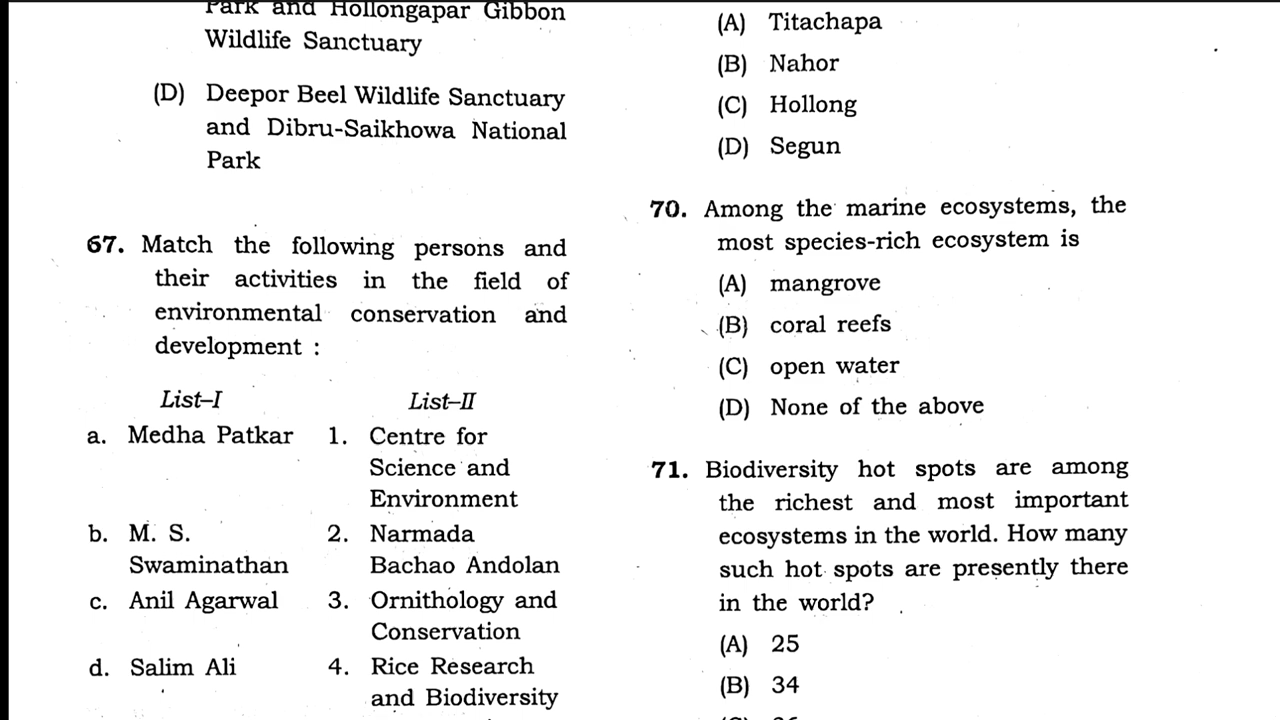 Park and Hollongapar Gibbon
Wildlife Sanctuary
(D) Deepor Beel Wildlife Sanctuary
and Dibru-Saikhowa National
Park
67. Match the following persons and
their activities in the field of
environmental conservation and
development :
List–I List–II
a. Medha Patkar 1. Centre for
Science and
Environment
b. M. S. 2. Narmada
Swaminathan Bachao Andolan
c. Anil Agarwal 3. Ornithology and
Conservation
d. Salim Ali 4. Rice Research
and Biodiversity
(A) Titachapa
(B) Nahor
(C) Hollong
(D) Segun
70. Among the marine ecosystems, the
most species-rich ecosystem is
(A) mangrove
(B) coral reefs
(C) open water
(D) None of the above
71. Biodiversity hot spots are among
the richest and most important
ecosystems in the world. How many
such hot spots are presently there
in the world?
(A) 25
(B) 34